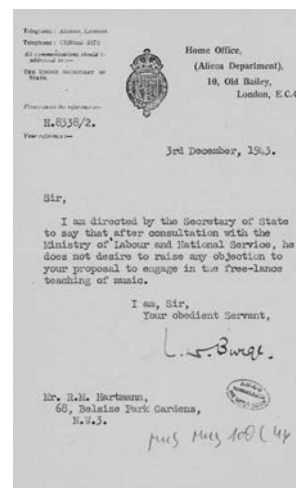 Telegrams: Aliens, London
Telephone:
All communications should be
addressed to—
THE UNDER SECRETARY OF
STATE.
Home Office,
(Aliens Department),
10, Old Bailey,
London, E.C.4
Please quote the reference:—
H.8338/2.
Your reference:—
3rd December, 1943.
Sir,
I am directed by the Secretary of State
to say that after consultation with the
Ministry of Labour and National Service, he
does not desire to raise any objection to
your proposal to engage in the free-lance
teaching of music.
I am, Sir,
Your obedient Servant,
Mr. R.M. Hartmann,
68, Belsize Park Gardens,
N.W.3.